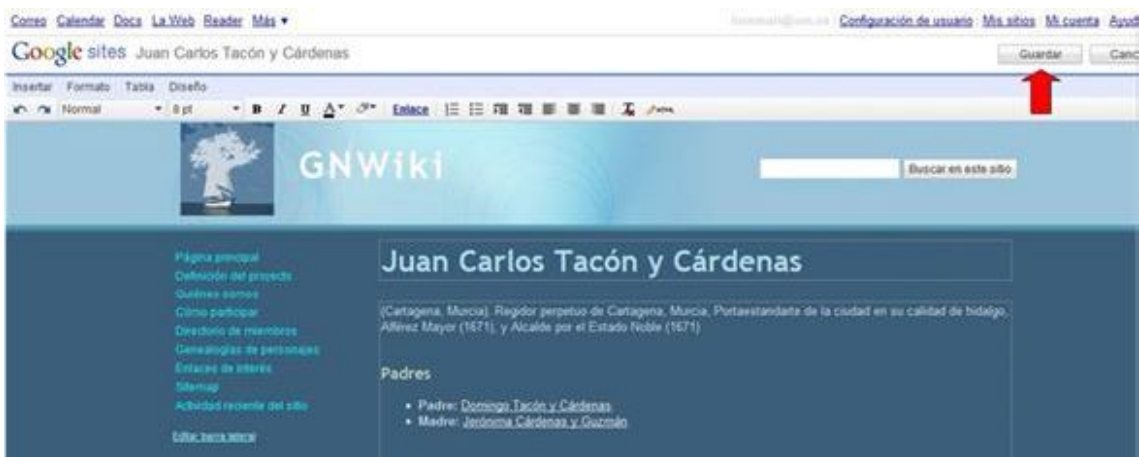 Correo Calendar Docs La Web Reader Más ▼ Configuración de usuario Mis sitios Mi cuenta Ayud
Google sites Juan Carlos Tacón y Cárdenas Guardar Canc
Insertar Formato Tabla Diseño
Normal 8 pt B I U A Enlace HTML
GNWiki
Buscar en este sitio
Página principal
Definición del proyecto
Quiénes somos
Cómo participar
Directorio de miembros
Genealogías de personajes
Enlaces de interés
Sitemap
Actividad reciente del sitio
Editar barra lateral
Juan Carlos Tacón y Cárdenas
(Cartagena, Murcia). Regidor perpetuo de Cartagena, Murcia, Portaestandarte de la ciudad en su calidad de hidalgo,
Alférez Mayor (1671), y Alcalde por el Estado Noble (1671)
Padres
• Padre: Domingo Tacón y Cárdenas
• Madre: Jerónima Cárdenas y Guzmán